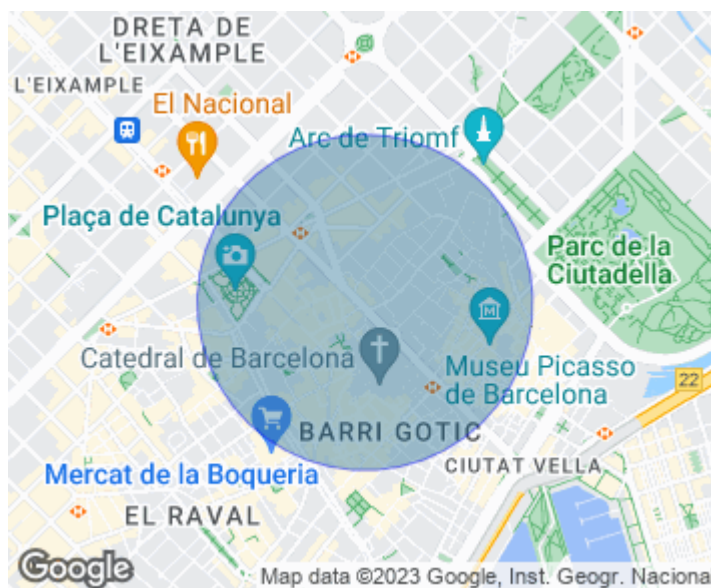 DRETA DE
L'EIXAMPLE
L'EIXAMPLE
El Nacional
Arc de Triomf
Plaça de Catalunya
Parc de la
Ciutadella
Catedral de Barcelona
Museu Picasso
de Barcelona
22
BARRI GOTIC
CIUTAT VELLA
Mercat de la Boqueria
EL RAVAL
Google
Map data ©2023 Google, Inst. Geogr. Naciona